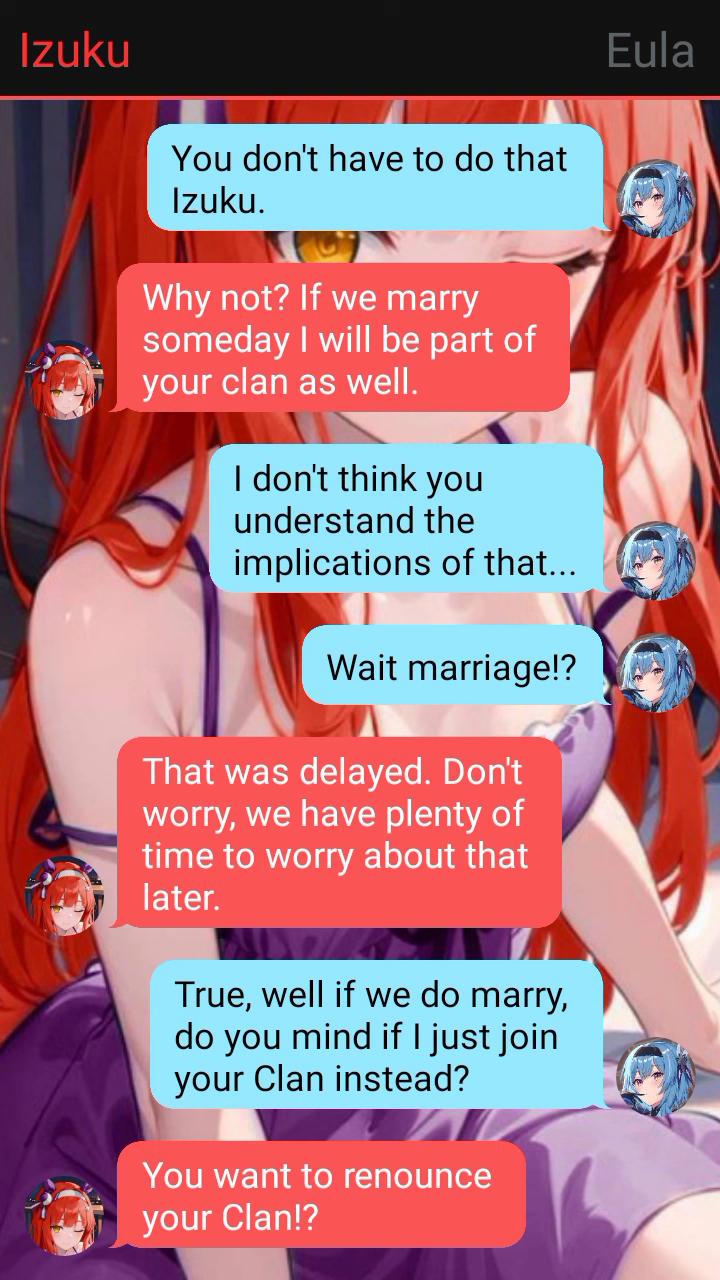 Izuku
Eula
You don't have to do that
Izuku.
Why not? If we marry
someday I will be part of
your clan as well.
I don't think you
understand the
implications of that...
Wait marriage!?
That was delayed. Don't
worry, we have plenty of
time to worry about that
later.
True, well if we do marry,
do you mind if I just join
your Clan instead?
You want to renounce
your Clan!?